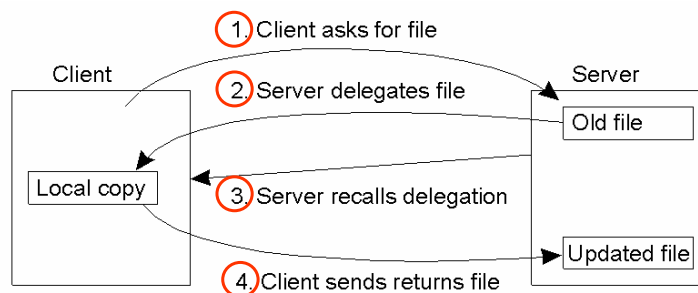 1. Client asks for file
Client
Server
2. Server delegates file
Old file
Local copy
3. Server recalls delegation
Updated file
4. Client sends returns file